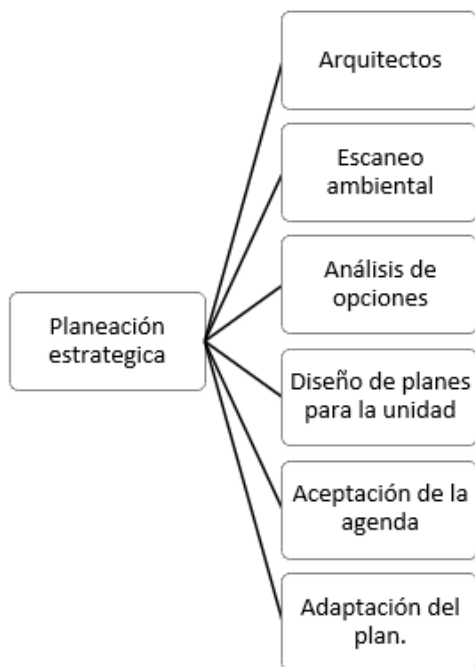 Planeación
estrategica
Arquitectos
Escaneo
ambiental
Análisis de
opciones
Diseño de planes
para la unidad
Aceptación de la
agenda
Adaptación del
plan.